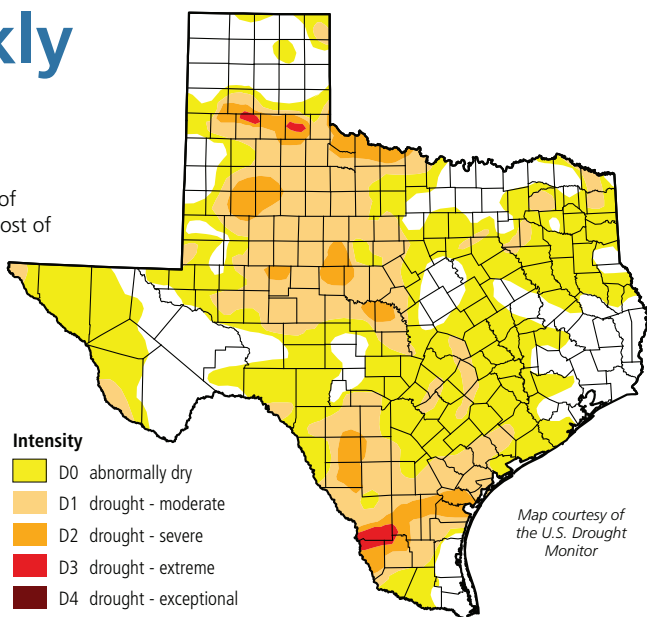 kly
of
ost of
Intensity
D0 abnormally dry
D1 drought - moderate
D2 drought - severe
D3 drought - extreme
D4 drought - exceptional
Map courtesy of
the U.S. Drought
Monitor